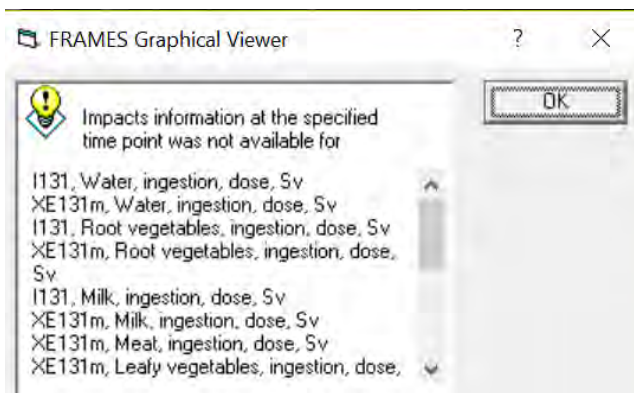 FRAMES Graphical Viewer
?
OK
Impacts information at the specified
time point was not available for
I131, Water, ingestion, dose, Sv
XE131m, Water, ingestion, dose, Sv
I131, Root vegetables, ingestion, dose, Sv
XE131m, Root vegetables, ingestion, dose,
Sv
I131, Milk, ingestion, dose, Sv
XE131m, Milk, ingestion, dose, Sv
XE131m, Meat, ingestion, dose, Sv
XE131m, Leafy vegetables, ingestion, dose,